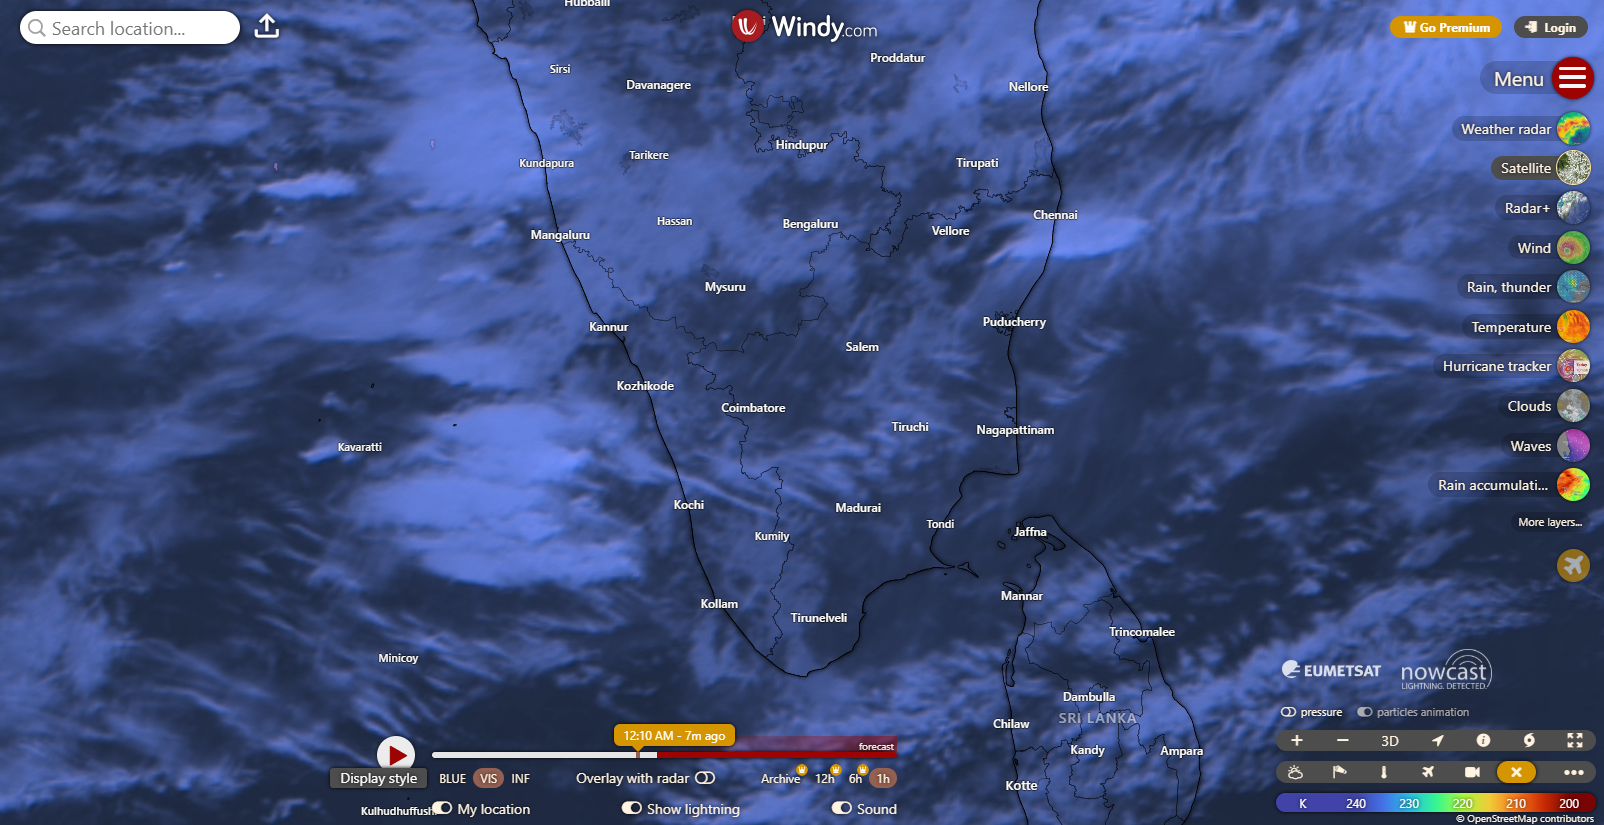 Hubballi
Search location...
Windy.com
Go Premium
Login
Proddatur
Sirsi
Davanagere
Nellore
Menu
Weather radar
Hindupur
Tarikere
Kundapura
Tirupati
Satellite
Radar+
Chennai
Hassan
Bengaluru
Vellore
Mangaluru
Wind
Mysuru
Rain, thunder
Kannur
Puducherry
Temperature
Salem
Hurricane tracker
Kozhikode
Coimbatore
Clouds
Tiruchi
Nagapattinam
Kavaratti
Waves
Rain accumulati...
Kochi
Madurai
Tondi
More layers...
Kumily
Jaffna
Mannar
Kollam
Tirunelveli
Trincomalee
Minicoy
EUMETSAT
nowcast
LIGHTNING. DETECTED.
Dambulla
pressure
particles animation
SRI LANKA
Chilaw
12:10 AM - 7m ago
forecast
Kandy
Ampara
3D
Display style
BLUE VIS INF
Overlay with radar
Archive 12h 6h 1h
Kotte
Kulhudhuffushi
My location
Show lightning
Sound
K 240 230 220 210 200
© OpenStreetMap contributors